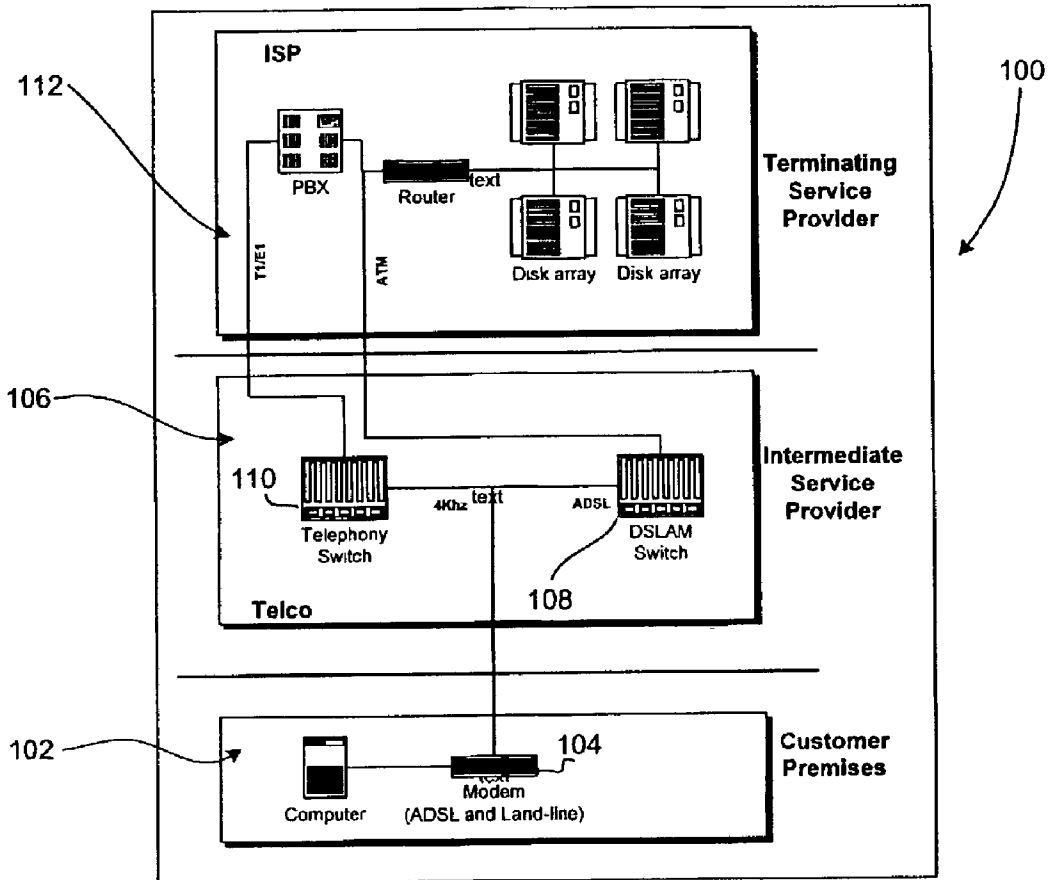 ISP
112
100
PBX
Router
text
Terminating
Service
Provider
T1/E1
ATM
Disk array
Disk array
106
110
4Khz
text
ADSL
Intermediate
Service
Provider
Telephony
Switch
DSLAM
Switch
108
Telco
102
104
text
Modem
(ADSL and Land-line)
Computer
Customer
Premises